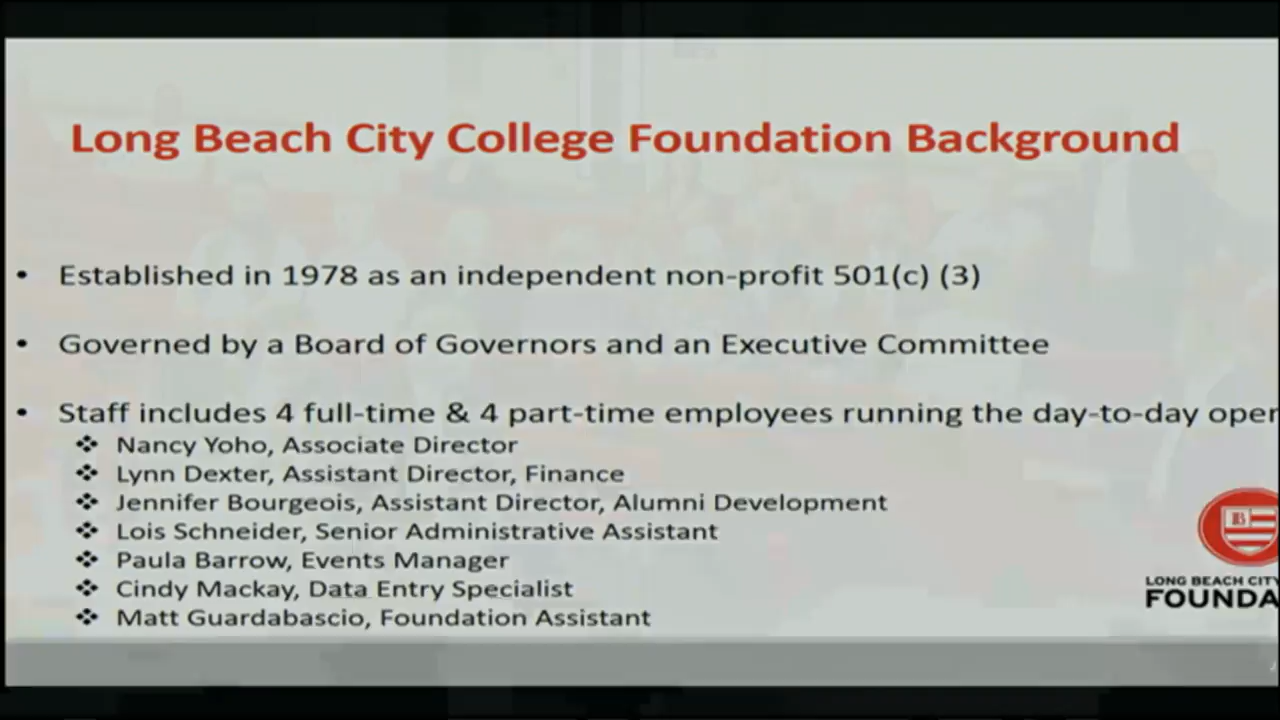 Long Beach City College Foundation Background
• Established in 1978 as an independent non-profit 501(c) (3)
• Governed by a Board of Governors and an Executive Committee
• Staff includes 4 full-time & 4 part-time employees running the day-to-day oper
❖ Nancy Yoho, Associate Director
❖ Lynn Dexter, Assistant Director, Finance
❖ Jennifer Bourgeois, Assistant Director, Alumni Development
❖ Lois Schneider, Senior Administrative Assistant
❖ Paula Barrow, Events Manager
❖ Cindy Mackay, Data Entry Specialist
❖ Matt Guardabascio, Foundation Assistant
LONG BEACH CITY
FOUNDA